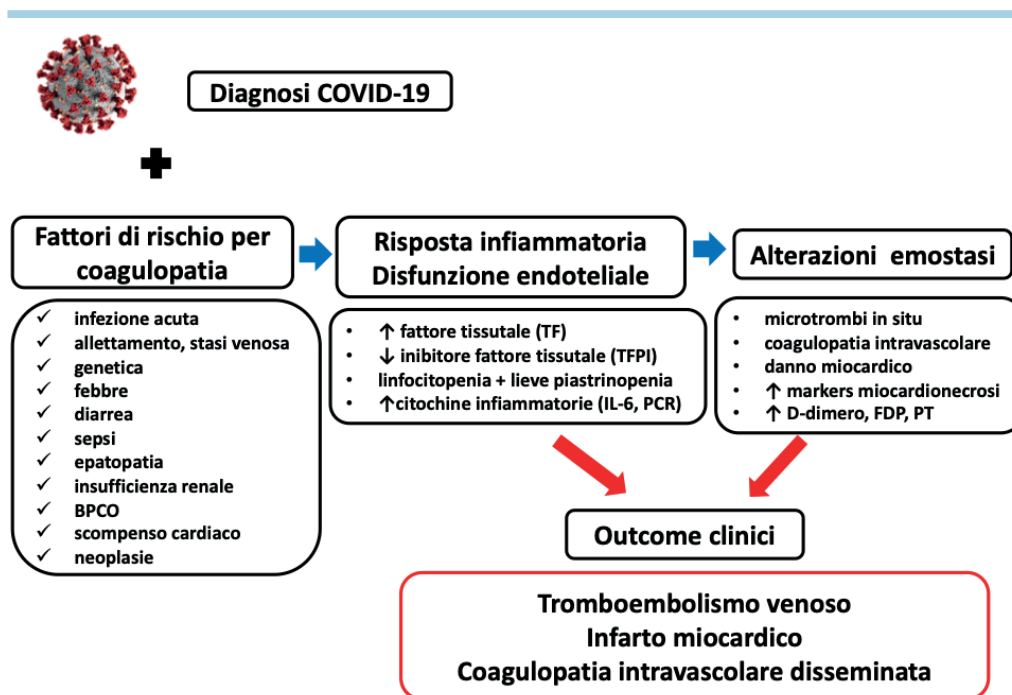 Diagnosi COVID-19
Fattori di rischio per
coagulopatia
✓ infezione acuta
✓ allettamento, stasi venosa
✓ genetica
✓ febbre
✓ diarrea
✓ sepsi
✓ epatopatia
✓ insufficienza renale
✓ BPCO
✓ scompenso cardiaco
✓ neoplasie
Risposta infiammatoria
Disfunzione endoteliale
• ↑ fattore tissutale (TF)
• ↓ inibitore fattore tissutale (TFPI)
• linfocitopenia + lieve piastrinopenia
• ↑citochine infiammatorie (IL-6, PCR)
Alterazioni emostasi
• microtrombi in situ
• coagulopatia intravascolare
• danno miocardico
• ↑ markers miocardionecrosi
• ↑ D-dimero, FDP, PT
Outcome clinici
Tromboembolismo venoso
Infarto miocardico
Coagulopatia intravascolare disseminata